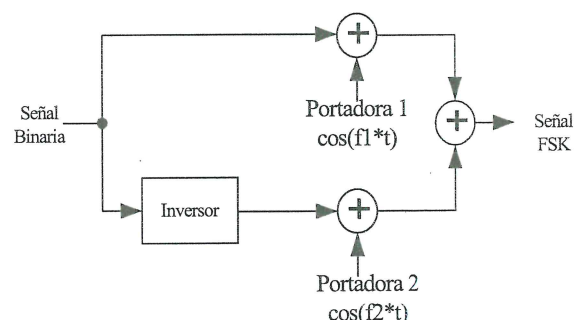 Señal
Binaria
+
Portadora 1
cos(f1*t)
+
Señal
FSK
Inversor
+
Portadora 2
cos(f2*t)